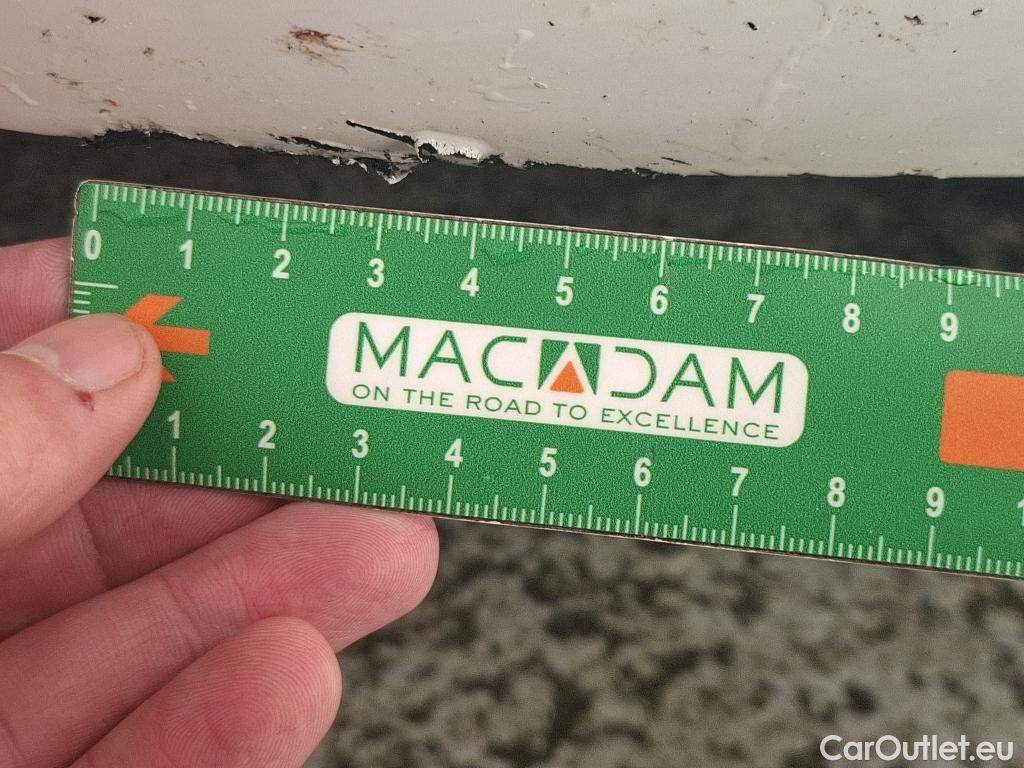 0 1 2 3 4 5 6 7 8 9
MACADAM
ON THE ROAD TO EXCELLENCE
1 2 3 4 5 6 7 8 9
CarOutlet.eu